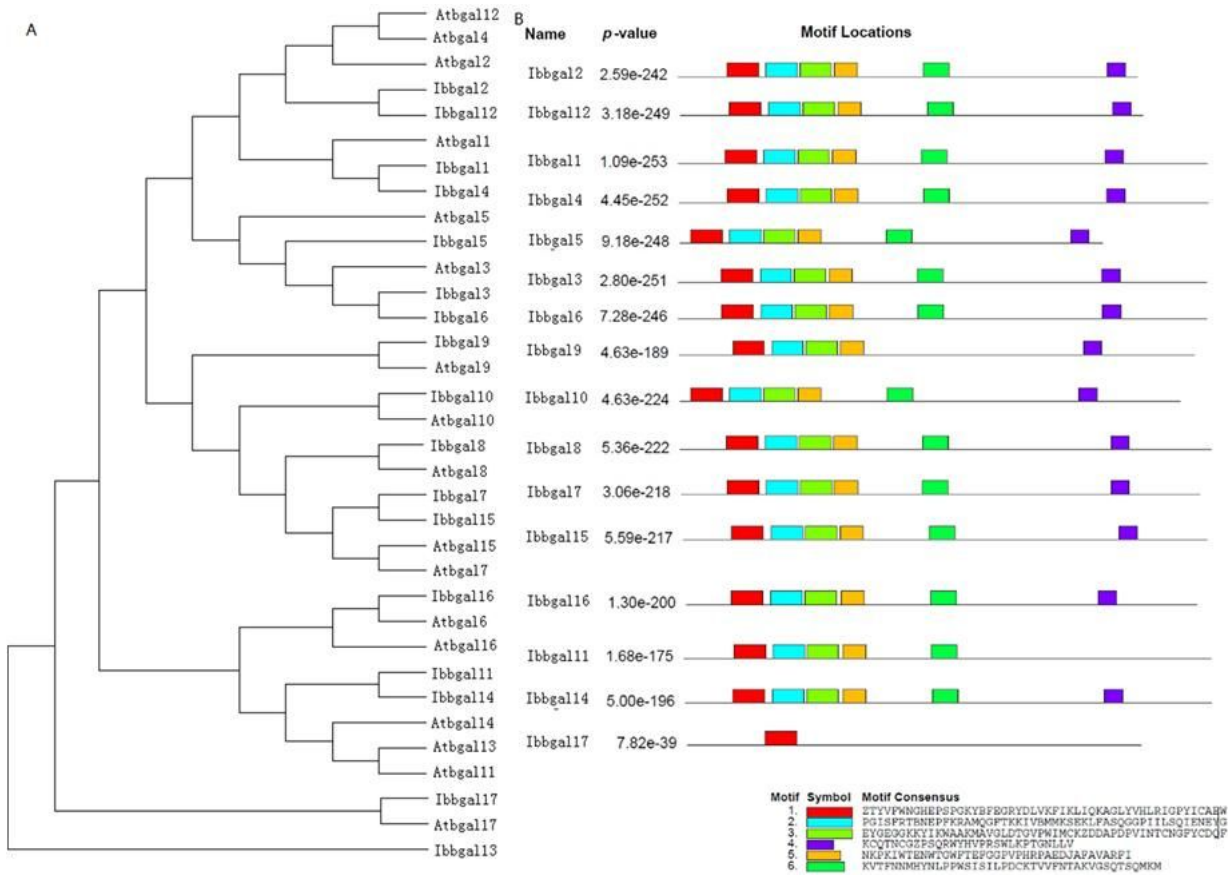 A
Atbgal12
Atbgal4
Atbgal2
Ibbgal2
Ibbgal12
Atbgal1
Ibbgal1
Ibbgal4
Atbgal5
Ibbgal5
Atbgal3
Ibbgal3
Ibbgal6
Ibbgal9
Atbgal9
Ibbgal10
Atbgal10
Ibbgal8
Atbgal8
Ibbgal7
Ibbgal15
Atbgal15
Atbgal7
Ibbgal16
Atbgal6
Atbgal16
Ibbgal11
Ibbgal14
Atbgal14
Atbgal13
Atbgal11
Ibbgal17
Atbgal17
Ibbgal13
B
Name p-value Motif Locations
Ibbgal2 2.59e-242
Ibbgal12 3.18e-249
Ibbgal1 1.09e-253
Ibbgal4 4.45e-252
Ibbgal5 9.18e-248
Ibbgal3 2.80e-251
Ibbgal6 7.28e-246
Ibbgal9 4.63e-189
Ibbgal10 4.63e-224
Ibbgal8 5.36e-222
Ibbgal7 3.06e-218
Ibbgal15 5.59e-217
Ibbgal16 1.30e-200
Ibbgal11 1.68e-175
Ibbgal14 5.00e-196
Ibbgal17 7.82e-39
Motif Symbol Motif Consensus
1. ZTYVFWNGHEPSPGKYBFEGRYDLVKFIKLIQKAGLYVHLRIGPYICAEW
2. PGISFRTBNEPFKRAMQGFTKKIVBMMKSEKLFASQGGPIILSQIENEYG
3. EYGEGGKKYIKWAAKMAVGLDTGVPWIMCKZDDAPDPVINTCNGFYCDQF
4. KCQTNCGZPSQRWYHVPRSWLKPTGNLLV
5. NKPKIWTENWTGWFTEFGGPVPHRPAEDJAFAVARFI
6. KVTFNNMHYNLPPWSISILPDCKTVVFNTAKVGSQTSQMKM